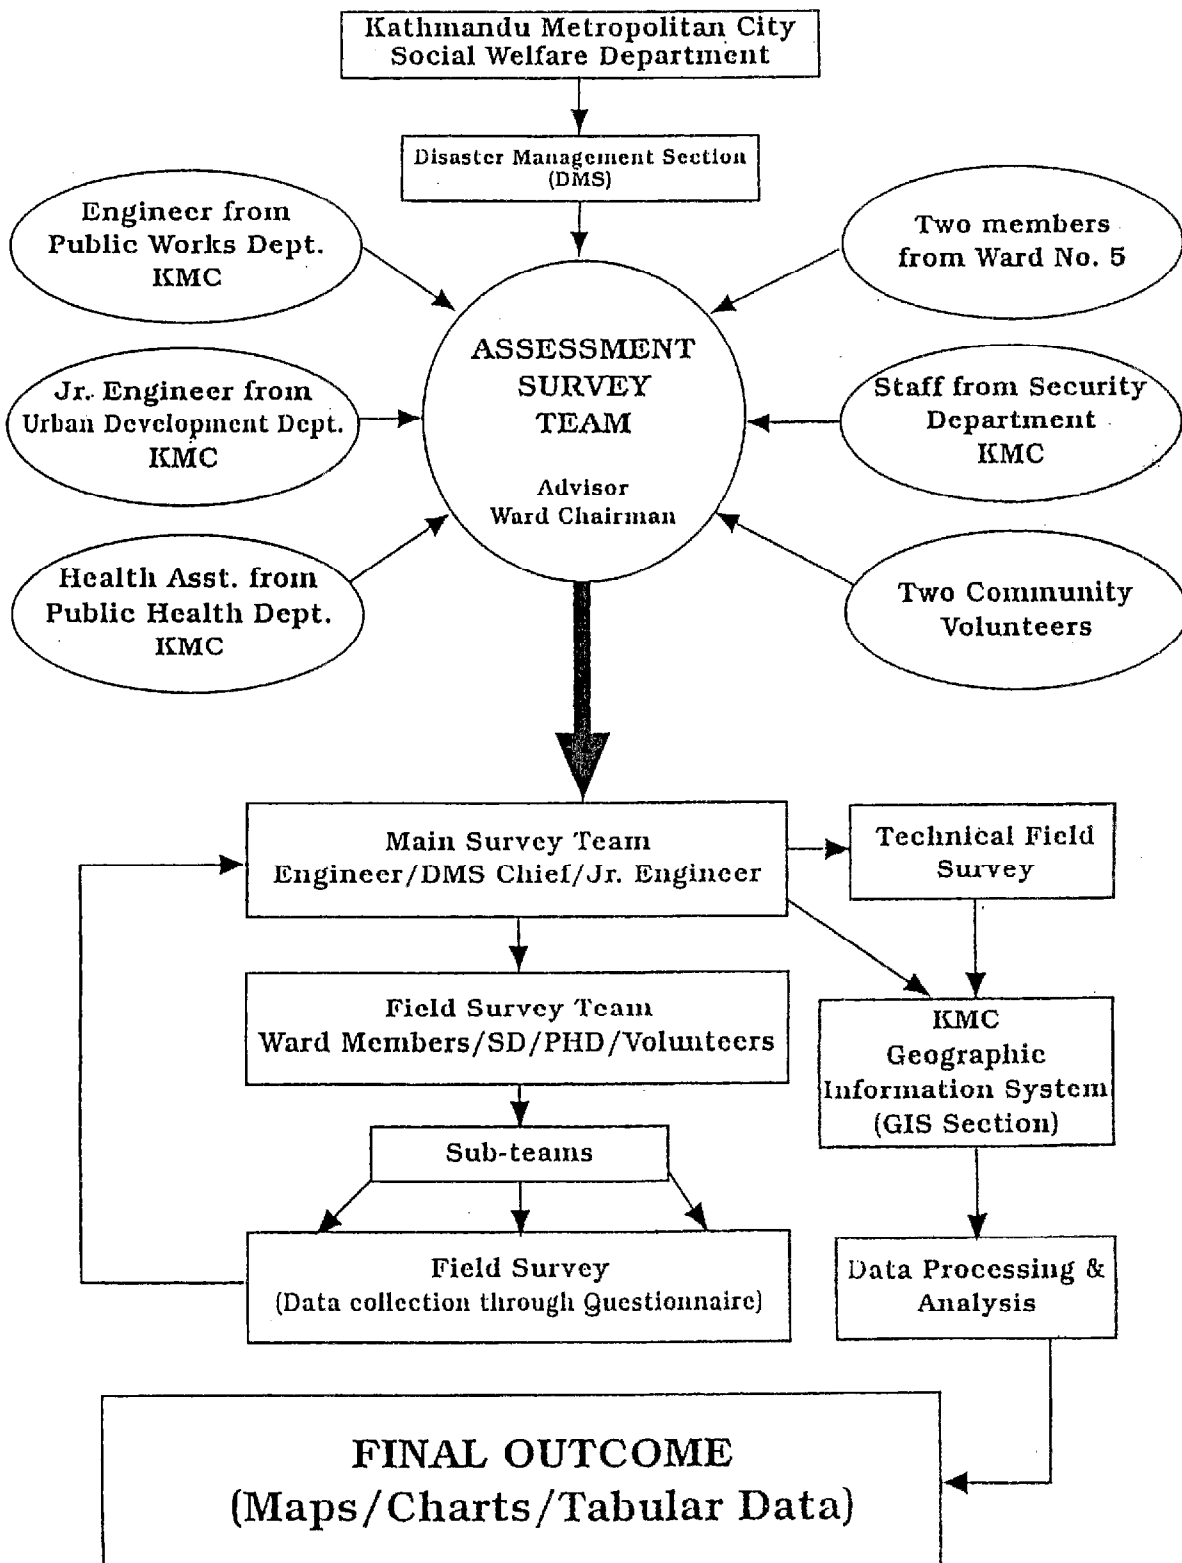 Kathmandu Metropolitan City
Social Welfare Department
Disaster Management Section
(DMS)
Engineer from
Public Works Dept.
KMC
Two members
from Ward No. 5
ASSESSMENT
SURVEY
TEAM
Advisor
Ward Chairman
Jr. Engineer from
Urban Development Dept.
KMC
Staff from Security
Department
KMC
Health Asst. from
Public Health Dept.
KMC
Two Community
Volunteers
Main Survey Team
Engineer/DMS Chief/Jr. Engineer
Technical Field
Survey
Field Survey Team
Ward Members/SD/PHD/Volunteers
KMC
Geographic
Information System
(GIS Section)
Sub-teams
Field Survey
(Data collection through Questionnaire)
Data Processing &
Analysis
FINAL OUTCOME
(Maps/Charts/Tabular Data)